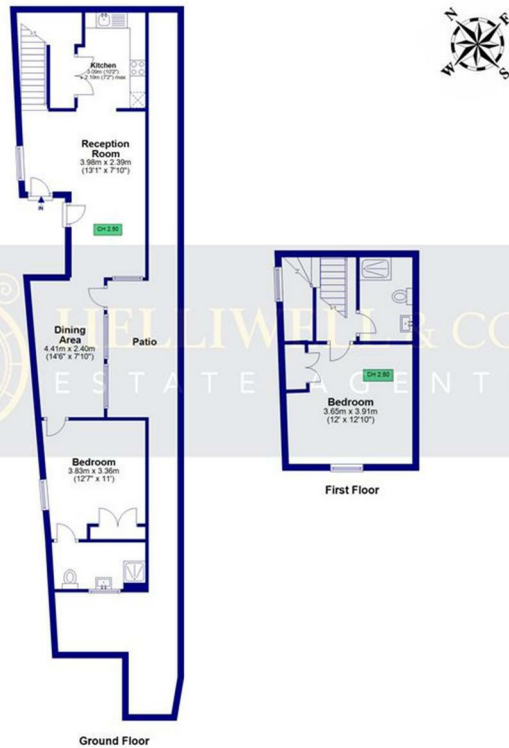 N
E
W
S
Kitchen
3.09m (10'2")
2.19m (7'2") max
Reception
Room
3.98m x 2.39m
(13'1" x 7'10")
IN
CH 2.50
Dining
Area
4.41m x 2.40m
(14'6" x 7'10")
Patio
HELLIWELL & CO
ESTATE AGENT
Bedroom
3.83m x 3.36m
(12'7" x 11')
Ground Floor
CH 2.80
Bedroom
3.65m x 3.91m
(12' x 12'10")
First Floor